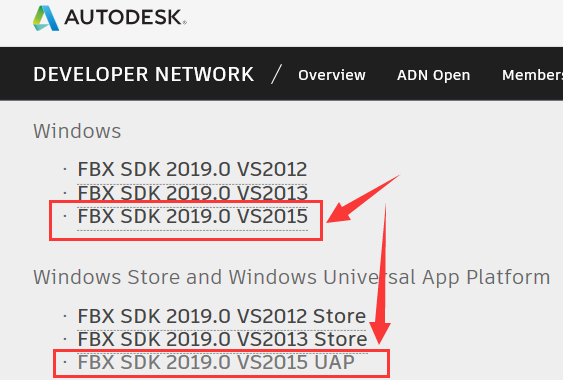 AUTODESK®
DEVELOPER NETWORK / Overview ADN Open Members
Windows
· FBX SDK 2019.0 VS2012
· FBX SDK 2019.0 VS2013
· FBX SDK 2019.0 VS2015
Windows Store and Windows Universal App Platform
· FBX SDK 2019.0 VS2012 Store
· FBX SDK 2019.0 VS2013 Store
· FBX SDK 2019.0 VS2015 UAP